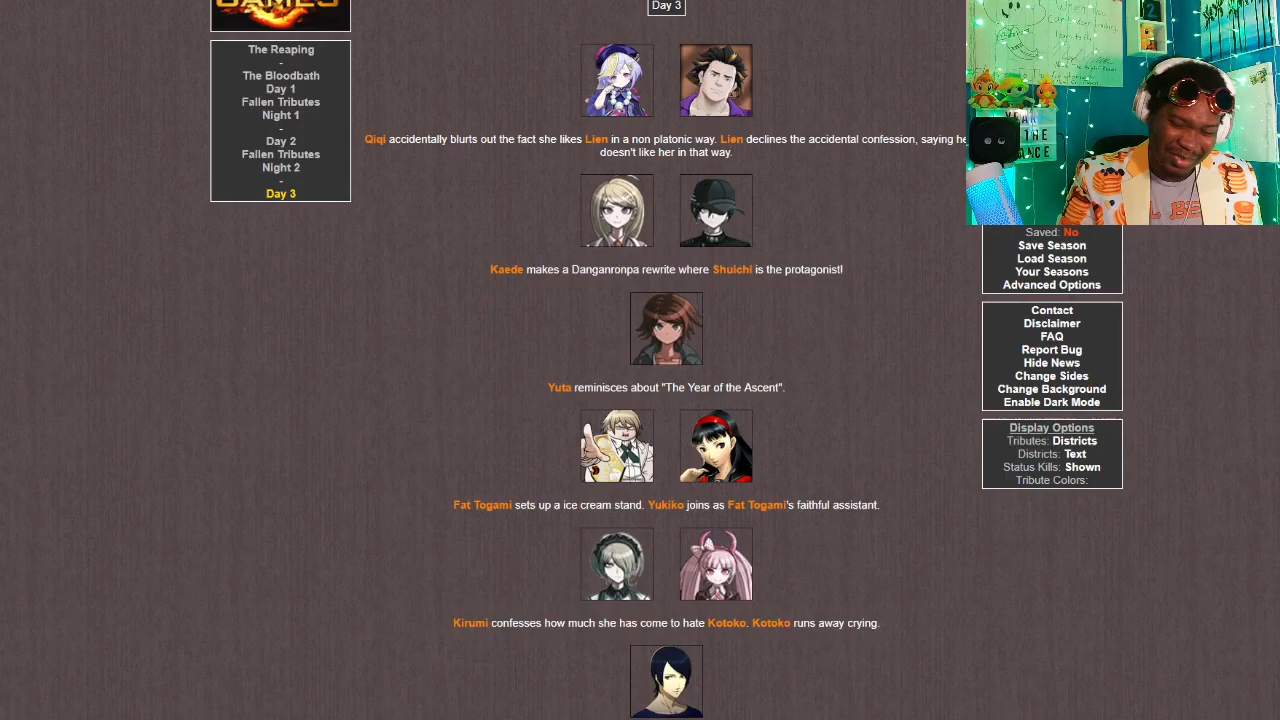 GAMES
The Reaping
-
The Bloodbath
Day 1
Fallen Tributes
Night 1
-
Day 2
Fallen Tributes
Night 2
-
Day 3
Day 3
Qiqi accidentally blurts out the fact she likes Lien in a non platonic way. Lien declines the accidental confession, saying he
doesn't like her in that way.
Kaede makes a Danganronpa rewrite where Shuichi is the protagonist!
Yuta reminisces about "The Year of the Ascent".
Fat Togami sets up a ice cream stand. Yukiko joins as Fat Togami's faithful assistant.
Kirumi confesses how much she has come to hate Kotoko. Kotoko runs away crying.
Saved: No
Save Season
Load Season
Your Seasons
Advanced Options
Contact
Disclaimer
FAQ
Report Bug
Hide News
Change Sides
Change Background
Enable Dark Mode
Display Options
Tributes: Districts
Districts: Text
Status Kills: Shown
Tribute Colors: